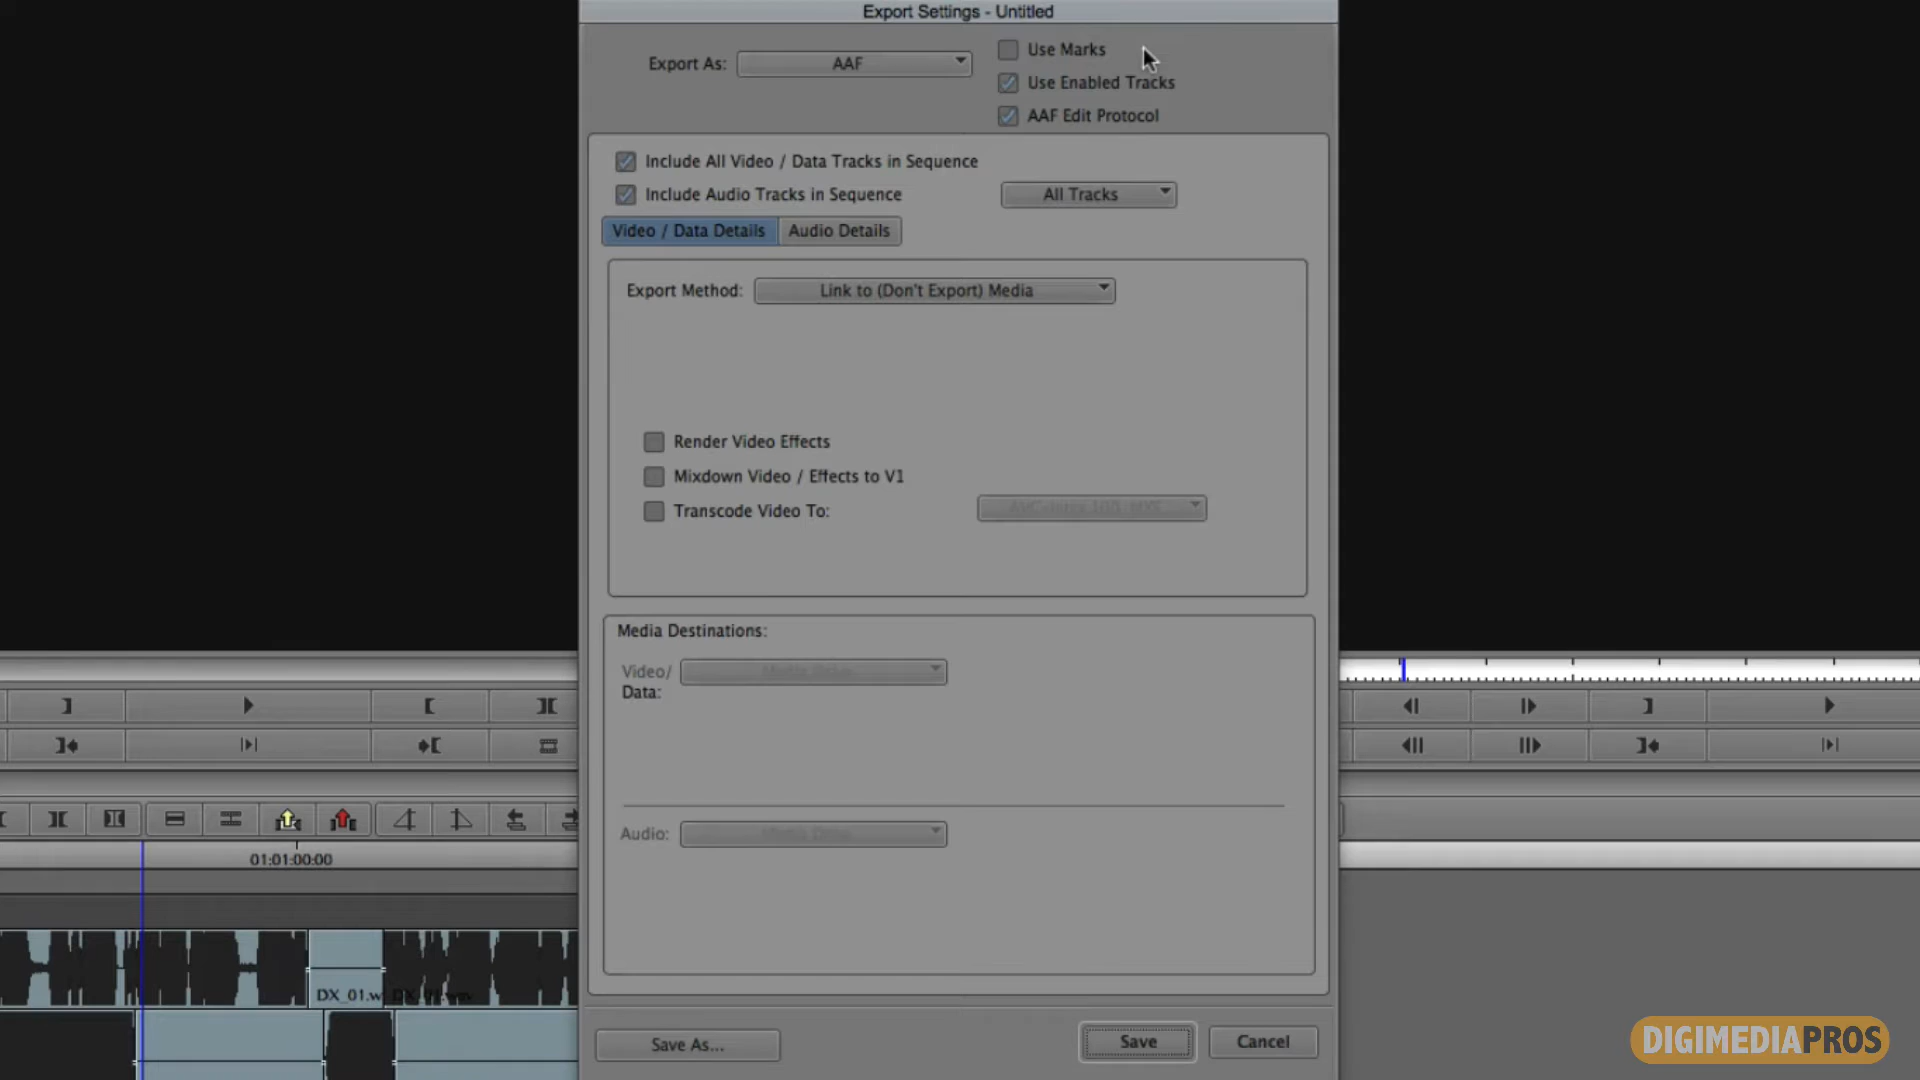 Export Settings - Untitled
Export As: AAF
Use Marks
Use Enabled Tracks
AAF Edit Protocol
Include All Video / Data Tracks in Sequence
Include Audio Tracks in Sequence All Tracks
Video / Data Details Audio Details
Export Method: Link to (Don't Export) Media
Render Video Effects
Mixdown Video / Effects to V1
Transcode Video To:
Media Destinations:
Video/
Data:
Audio:
01:01:00:00
DX_01.w
Save As... Save Cancel
DIGIMEDIAPROS